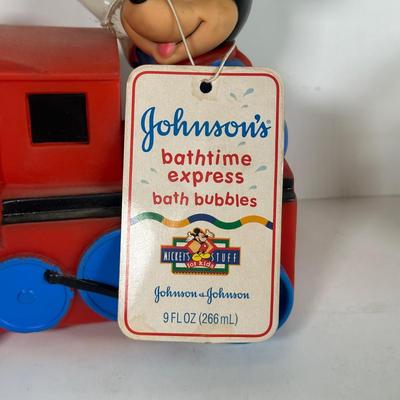 Johnson's®
bathtime
express
bath bubbles
MICKEY'S STUFF
for kids
Johnson & Johnson
9 FL OZ (266 mL)